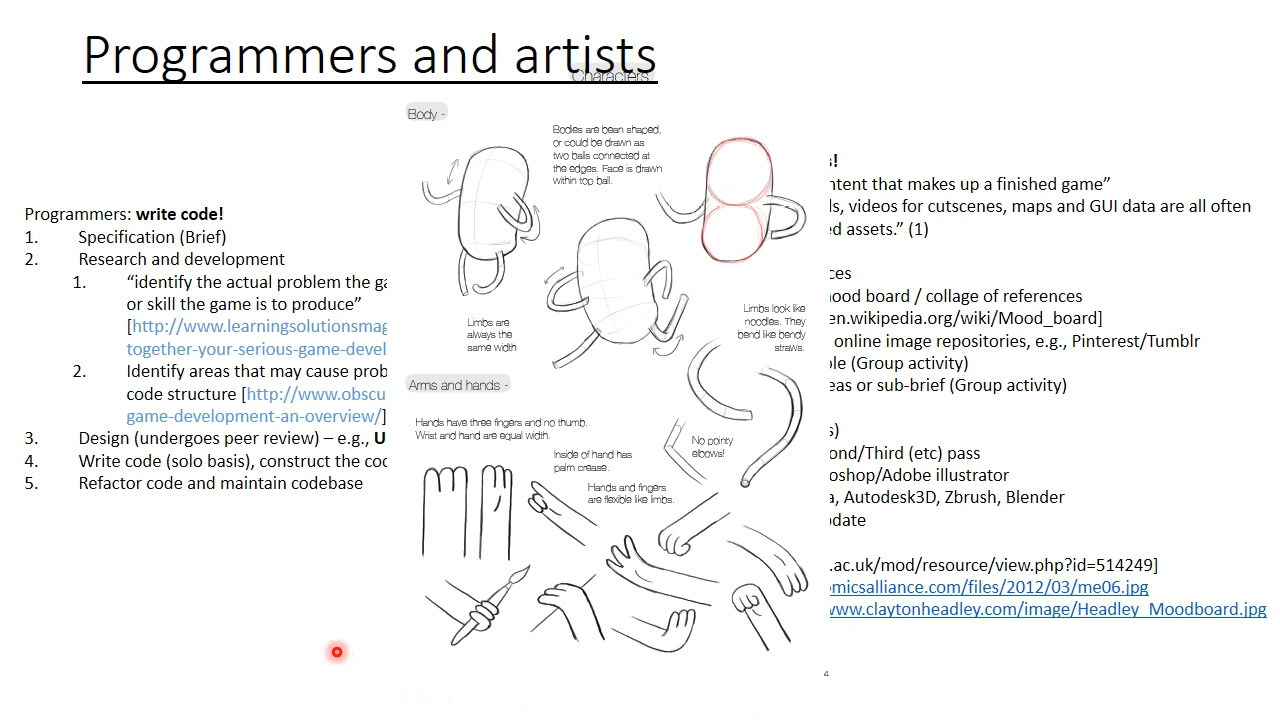 Programmers and artists
Programmers: write code!
1. Specification (Brief)
2. Research and development
1. “identify the actual problem the ga
or skill the game is to produce”
[http://www.learningsolutionsmag
together-your-serious-game-devel
2. Identify areas that may cause prob
code structure [http://www.obscu
game-development-an-overview/]
3. Design (undergoes peer review) – e.g., U
4. Write code (solo basis), construct the coc
5. Refactor code and maintain codebase
Characters
Body -
Bodies are bean shaped,
or could be drawn as
two balls connected at
the edges. Face is drawn
within top ball.
Limbs are
always the
same width
Limbs look like
noodles. They
bend like bendy
straws.
Arms and hands -
Hands have three fingers and no thumb.
Wrist and hand are equal width.
No pointy
elbows!
Inside of hand has
palm crease.
Hands and fingers
are flexible like limbs.
4
s!
ntent that makes up a finished game”
ls, videos for cutscenes, maps and GUI data are all often
ed assets.” (1)
ces
mood board / collage of references
en.wikipedia.org/wiki/Mood_board]
online image repositories, e.g., Pinterest/Tumblr
ple (Group activity)
eas or sub-brief (Group activity)
s)
ond/Third (etc) pass
oshop/Adobe illustrator
a, Autodesk3D, Zbrush, Blender
pdate
.ac.uk/mod/resource/view.php?id=514249]
omicsalliance.com/files/2012/03/me06.jpg
www.claytonheadley.com/image/Headley_Moodboard.jpg